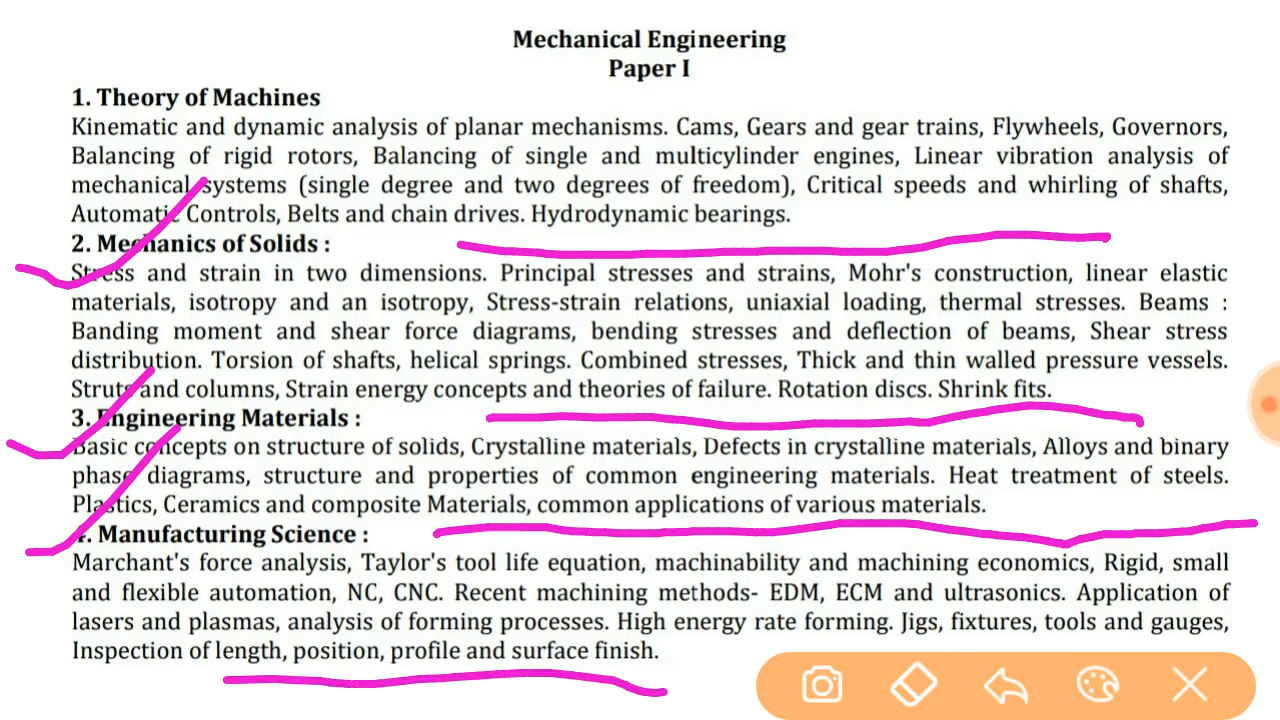 Mechanical Engineering
Paper I
1. Theory of Machines
Kinematic and dynamic analysis of planar mechanisms. Cams, Gears and gear trains, Flywheels, Governors,
Balancing of rigid rotors, Balancing of single and multicylinder engines, Linear vibration analysis of
mechanical systems (single degree and two degrees of freedom), Critical speeds and whirling of shafts,
Automatic Controls, Belts and chain drives. Hydrodynamic bearings.
2. Mechanics of Solids :
Stress and strain in two dimensions. Principal stresses and strains, Mohr's construction, linear elastic
materials, isotropy and an isotropy, Stress-strain relations, uniaxial loading, thermal stresses. Beams :
Banding moment and shear force diagrams, bending stresses and deflection of beams, Shear stress
distribution. Torsion of shafts, helical springs. Combined stresses, Thick and thin walled pressure vessels.
Struts and columns, Strain energy concepts and theories of failure. Rotation discs. Shrink fits.
3. Engineering Materials :
Basic concepts on structure of solids, Crystalline materials, Defects in crystalline materials, Alloys and binary
phase diagrams, structure and properties of common engineering materials. Heat treatment of steels.
Plastics, Ceramics and composite Materials, common applications of various materials.
4. Manufacturing Science :
Marchant's force analysis, Taylor's tool life equation, machinability and machining economics, Rigid, small
and flexible automation, NC, CNC. Recent machining methods- EDM, ECM and ultrasonics. Application of
lasers and plasmas, analysis of forming processes. High energy rate forming. Jigs, fixtures, tools and gauges,
Inspection of length, position, profile and surface finish.